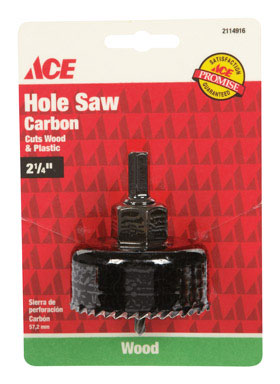 2114916
ACE
SATISFACTION
ACE
PROMISE
GUARANTEED
Hole Saw
Carbon
Cuts Wood
& Plastic
2 1/4"
Sierra de
perforación
Carbón
57,2 mm
Wood